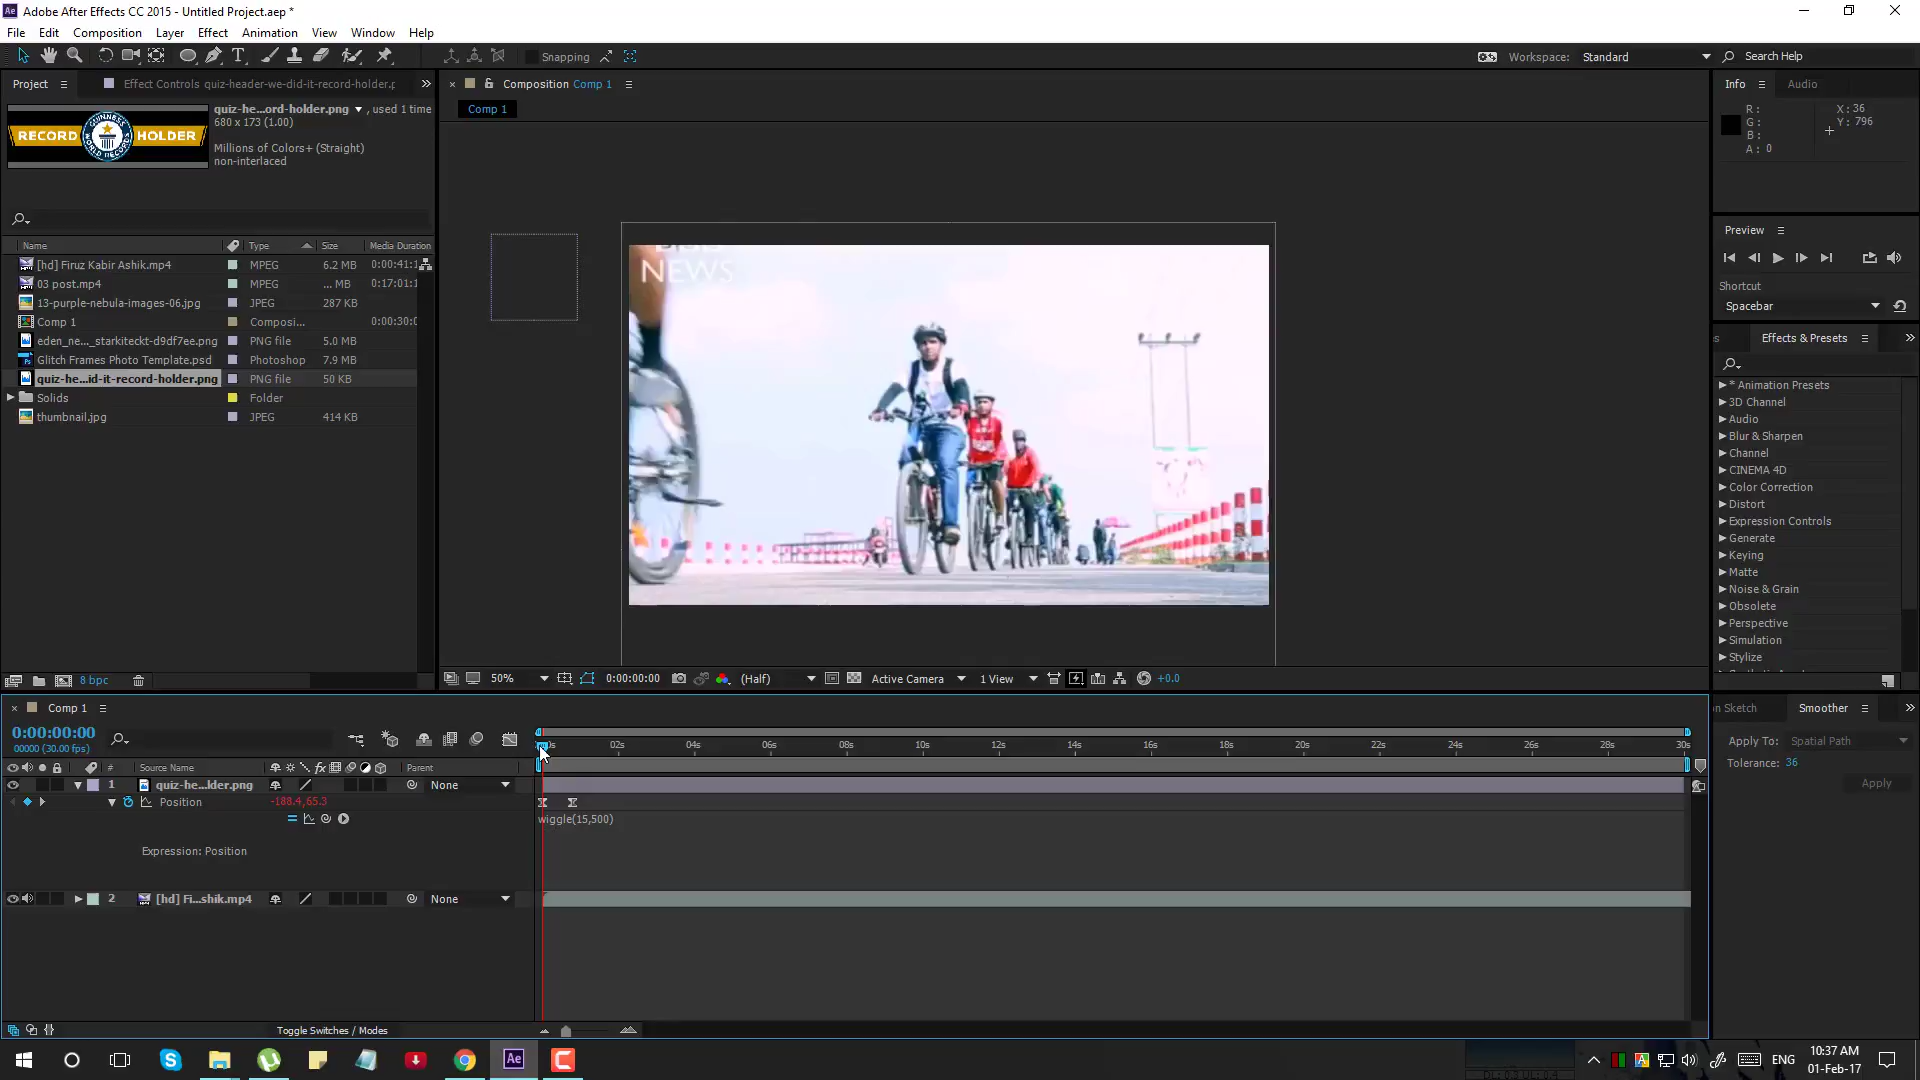 Adobe After Effects CC 2015 - Untitled Project.aep *
File Edit Composition Layer Effect Animation View Window Help
Snapping
Workspace: Standard
Search Help
Project
Effect Controls quiz-header-we-did-it-record-holder.p
quiz-he...ord-holder.png , used 1 time
680 x 173 (1.00)
Millions of Colors+ (Straight)
non-interlaced
RECORD HOLDER
GUINNESS
WORLD RECORDS
Name Type Size Media Duration
[hd] Firuz Kabir Ashik.mp4 MPEG 6.2 MB 0:00:41:1
03 post.mp4 MPEG ... MB 0:17:01:1
13-purple-nebula-images-06.jpg JPEG 287 KB
Comp 1 Composi... 0:00:30:0
eden_ne..._starkiteckt-d9df7ee.png PNG file 5.0 MB
Glitch Frames Photo Template.psd Photoshop 7.9 MB
quiz-he...id-it-record-holder.png PNG file 50 KB
Solids Folder
thumbnail.jpg JPEG 414 KB
8 bpc
Composition Comp 1
Comp 1
NEWS
50% 0:00:00:00 (Half) Active Camera 1 View +0.0
Info Audio
R: X: 36
G: Y: 796
B:
A: 0
Preview
Shortcut
Spacebar
Effects & Presets
* Animation Presets
3D Channel
Audio
Blur & Sharpen
Channel
CINEMA 4D
Color Correction
Distort
Expression Controls
Generate
Keying
Matte
Noise & Grain
Obsolete
Perspective
Simulation
Stylize
Comp 1
0:00:00:00
00000 (30.00 fps)
02s 04s 06s 08s 10s 12s 14s 16s 18s 20s 22s 24s 26s 28s 30s
# Source Name Parent
1 quiz-he...lder.png None
Position -188.4,65.3
wiggle(15,500)
Expression: Position
2 [hd] Fi...shik.mp4 None
Toggle Switches / Modes
n Sketch Smoother
Apply To: Spatial Path
Tolerance: 36
Apply
ENG
10:37 AM
01-Feb-17